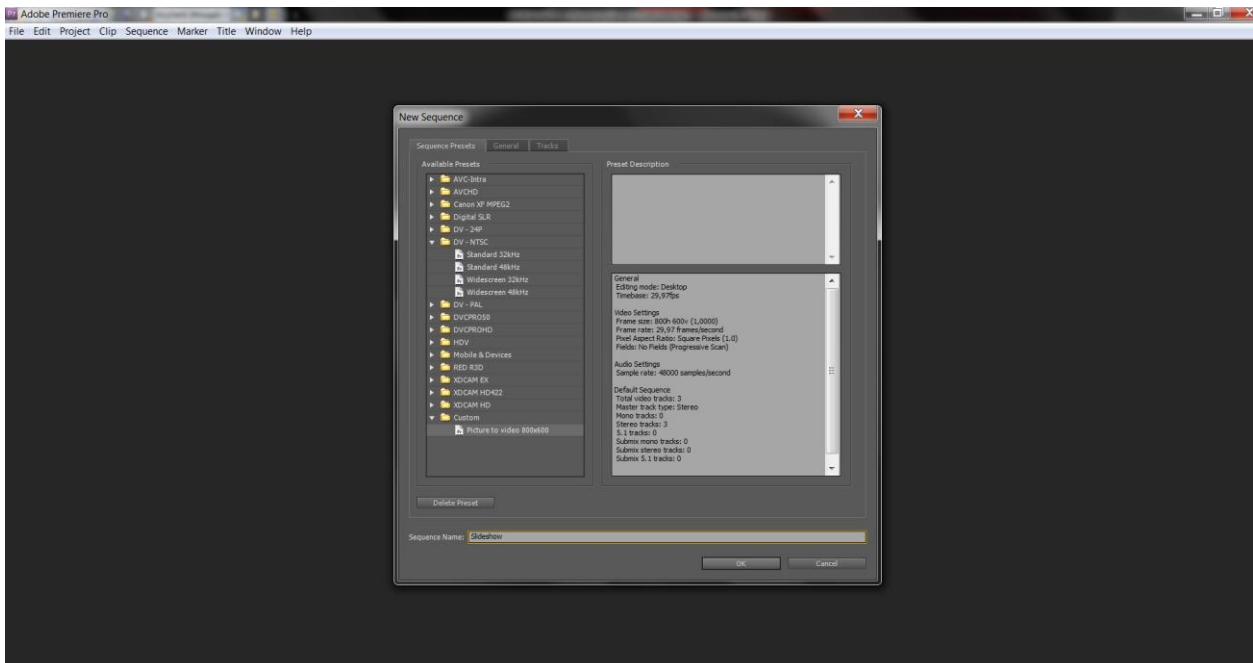 Pr Adobe Premiere Pro
File Edit Project Clip Sequence Marker Title Window Help
New Sequence
Sequence Presets General Tracks
Available Presets
AVC-Intra
AVCHD
Canon XF MPEG2
Digital SLR
DV - 24P
DV - NTSC
Standard 32kHz
Standard 48kHz
Widescreen 32kHz
Widescreen 48kHz
DV - PAL
DVCPRO50
DVCPROHD
HDV
Mobile & Devices
RED R3D
XDCAM EX
XDCAM HD422
XDCAM HD
Custom
Picture to video 800x600
Delete Preset
Preset Description
General
Editing mode: Desktop
Timebase: 29,97fps
Video Settings
Frame size: 800h 600v (1,0000)
Frame rate: 29,97 frames/second
Pixel Aspect Ratio: Square Pixels (1.0)
Fields: No Fields (Progressive Scan)
Audio Settings
Sample rate: 48000 samples/second
Default Sequence
Total video tracks: 3
Master track type: Stereo
Mono tracks: 0
Stereo tracks: 3
5.1 tracks: 0
Submix mono tracks: 0
Submix stereo tracks: 0
Submix 5.1 tracks: 0
Sequence Name: Slideshow
OK Cancel